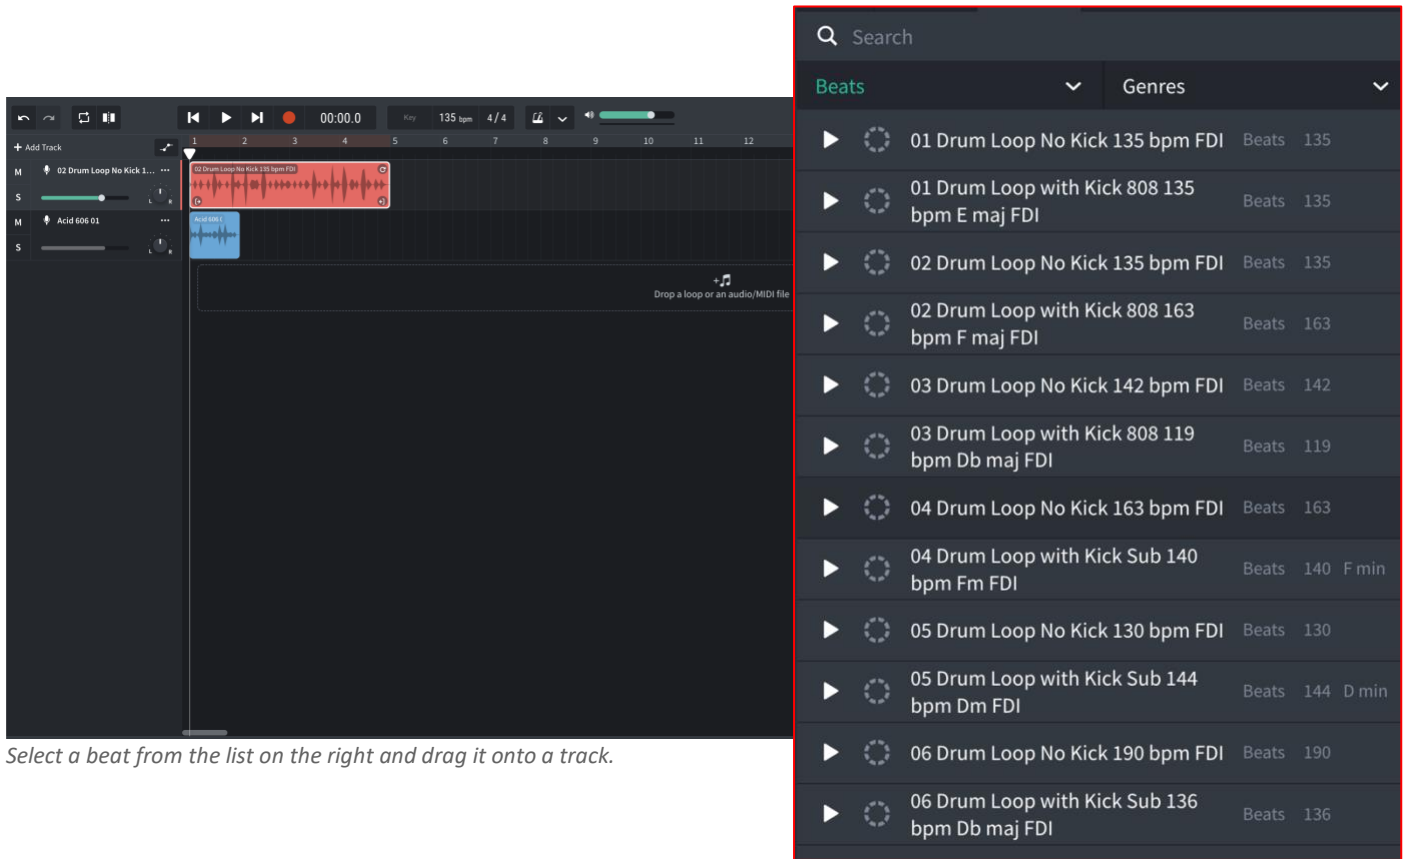 00:00.0 Key 135 bpm 4/4
+ Add Track
1 2 3 4 5 6 7 8 9 10 11 12
M 02 Drum Loop No Kick 1... ...
S L R
02 Drum Loop No Kick 135 bpm FDI
M Acid 606 01 ...
S L R
Acid 606 (
Drop a loop or an audio/MIDI file
Select a beat from the list on the right and drag it onto a track.
Search
Beats Genres
01 Drum Loop No Kick 135 bpm FDI Beats 135
01 Drum Loop with Kick 808 135
bpm E maj FDI Beats 135
02 Drum Loop No Kick 135 bpm FDI Beats 135
02 Drum Loop with Kick 808 163
bpm F maj FDI Beats 163
03 Drum Loop No Kick 142 bpm FDI Beats 142
03 Drum Loop with Kick 808 119
bpm Db maj FDI Beats 119
04 Drum Loop No Kick 163 bpm FDI Beats 163
04 Drum Loop with Kick Sub 140
bpm Fm FDI Beats 140 F min
05 Drum Loop No Kick 130 bpm FDI Beats 130
05 Drum Loop with Kick Sub 144
bpm Dm FDI Beats 144 D min
06 Drum Loop No Kick 190 bpm FDI Beats 190
06 Drum Loop with Kick Sub 136
bpm Db maj FDI Beats 136